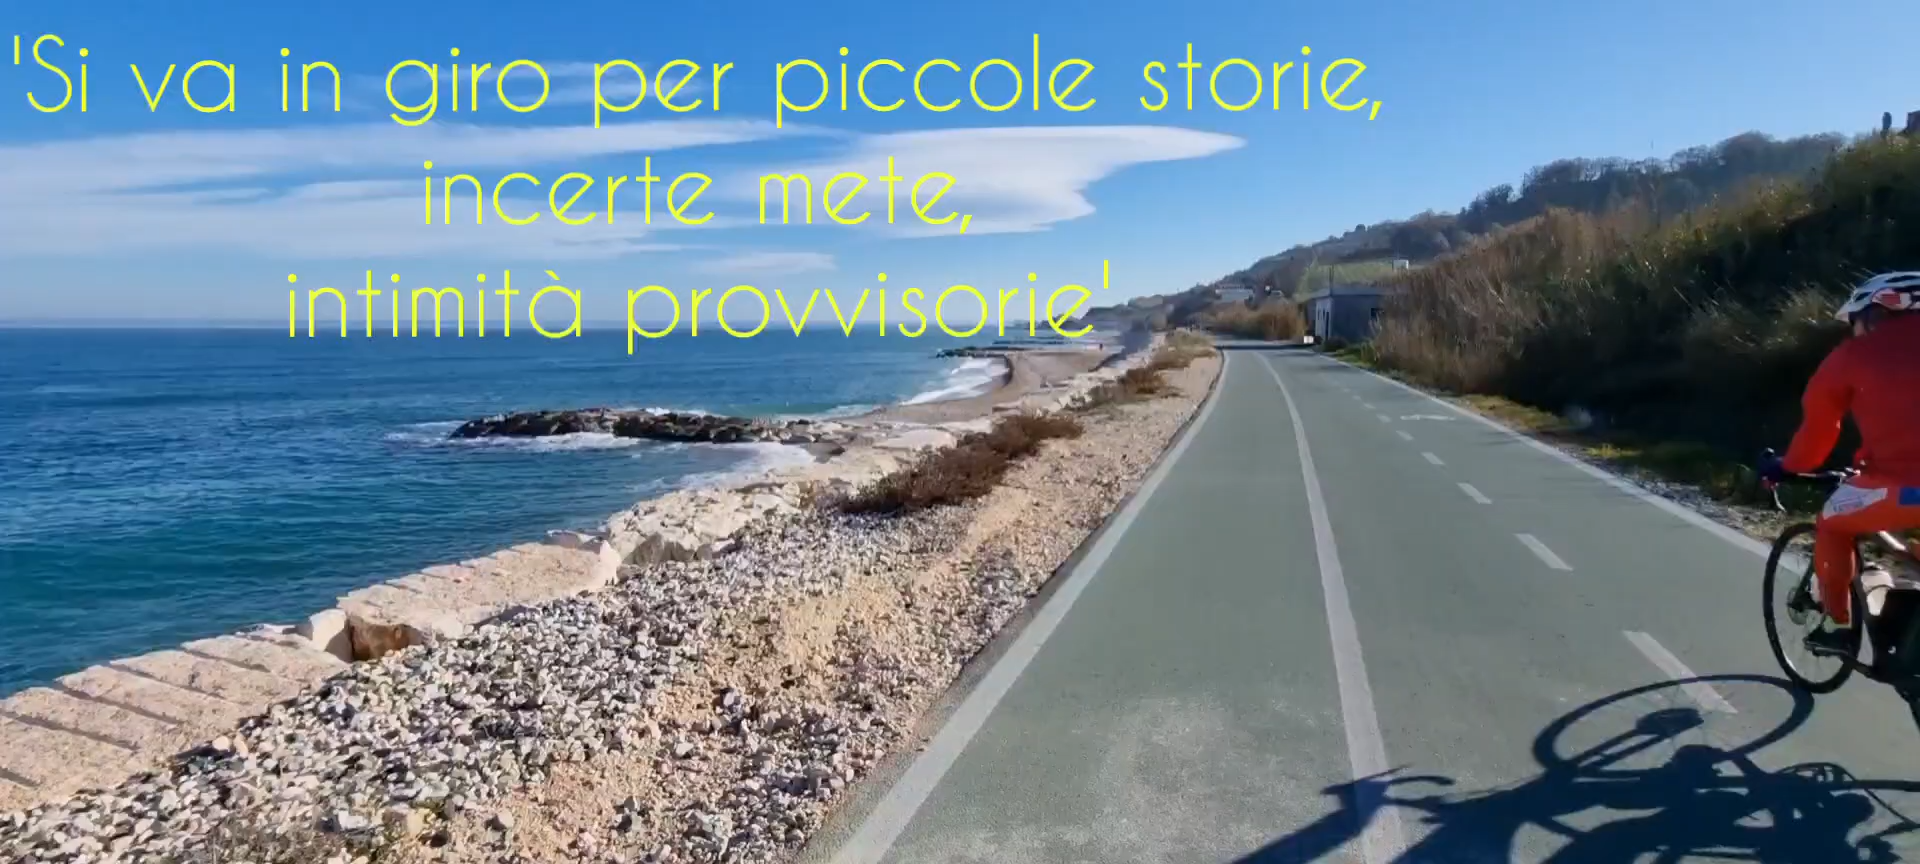 'Si va in giro per piccole storie,
incerte mete,
intimità provvisorie'